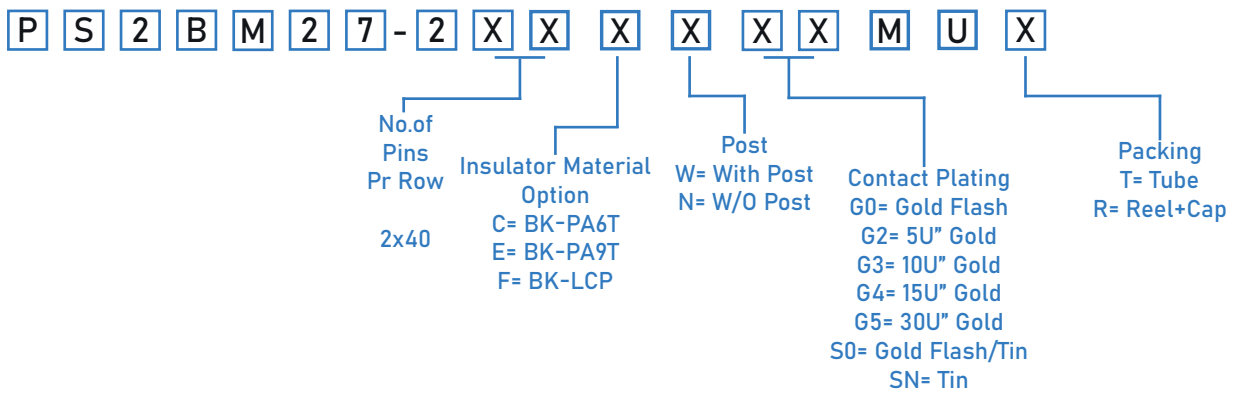 PS2BM27-2XX X X XX M U X
No.of
Pins
Pr Row
2x40
Insulator Material
Option
C= BK-PA6T
E= BK-PA9T
F= BK-LCP
Post
W= With Post
N= W/O Post
Contact Plating
G0= Gold Flash
G2= 5U” Gold
G3= 10U” Gold
G4= 15U” Gold
G5= 30U” Gold
S0= Gold Flash/Tin
SN= Tin
Packing
T= Tube
R= Reel+Cap